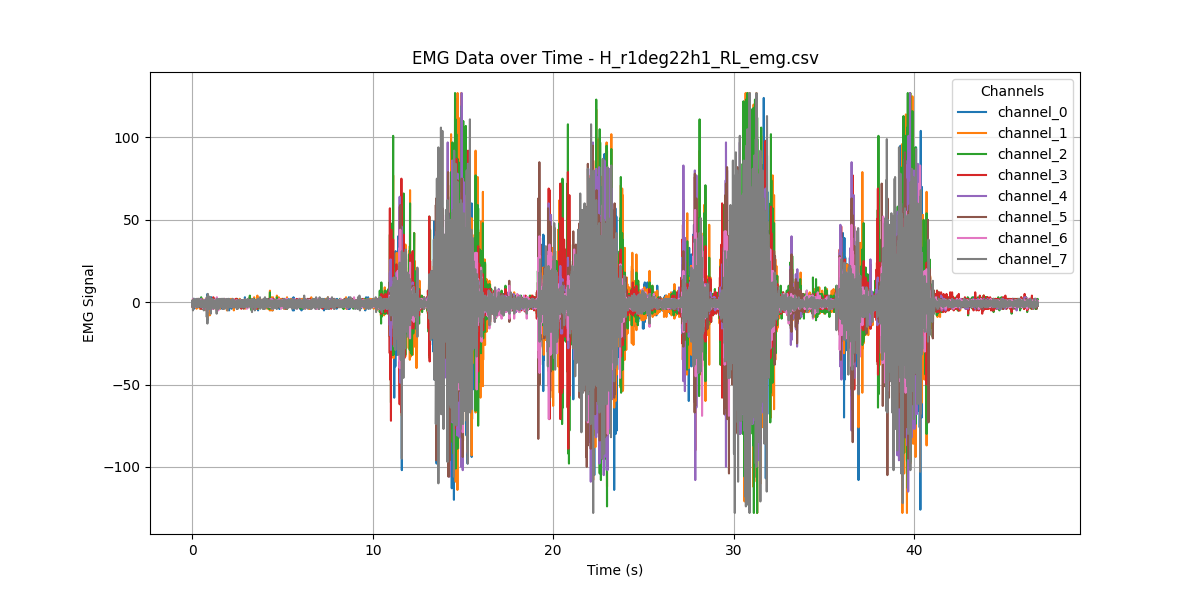 EMG Data over Time - H_r1deg22h1_RL_emg.csv
Channels
channel_0
channel_1
channel_2
channel_3
channel_4
channel_5
channel_6
channel_7
EMG Signal
100
50
0
−50
−100
0
10
20
30
40
Time (s)